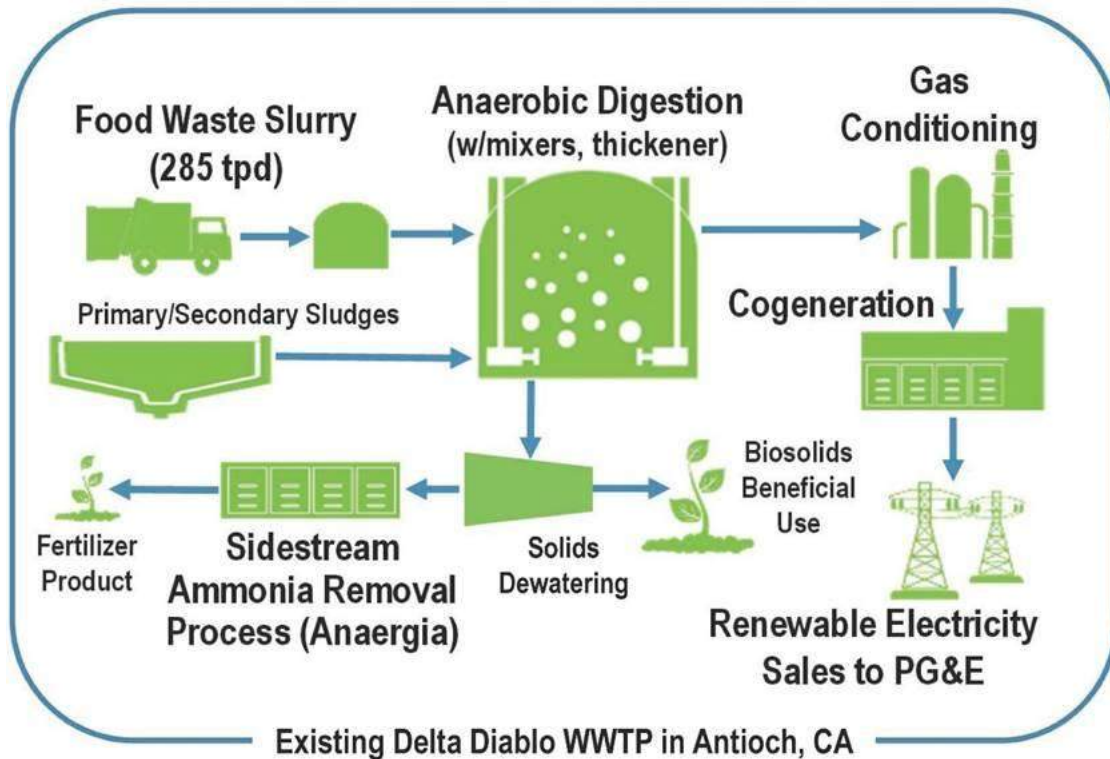 Food Waste Slurry
(285 tpd)
Anaerobic Digestion
(w/mixers, thickener)
Gas
Conditioning
Primary/Secondary Sludges
Cogeneration
Fertilizer
Product
Sidestream
Ammonia Removal
Process (Anaergia)
Solids
Dewatering
Biosolids
Beneficial
Use
Renewable Electricity
Sales to PG&E
Existing Delta Diablo WWTP in Antioch, CA